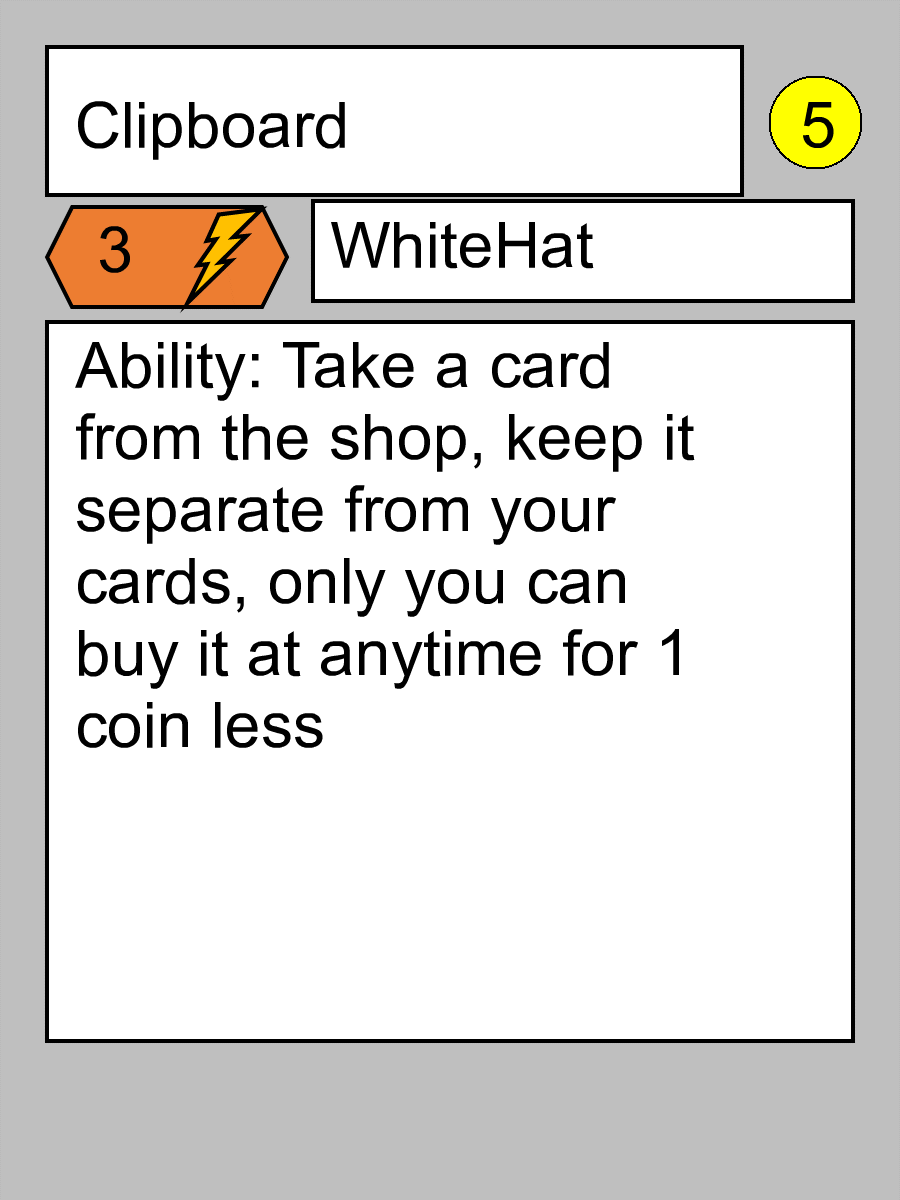 Clipboard
5
3
WhiteHat
Ability: Take a card
from the shop, keep it
separate from your
cards, only you can
buy it at anytime for 1
coin less